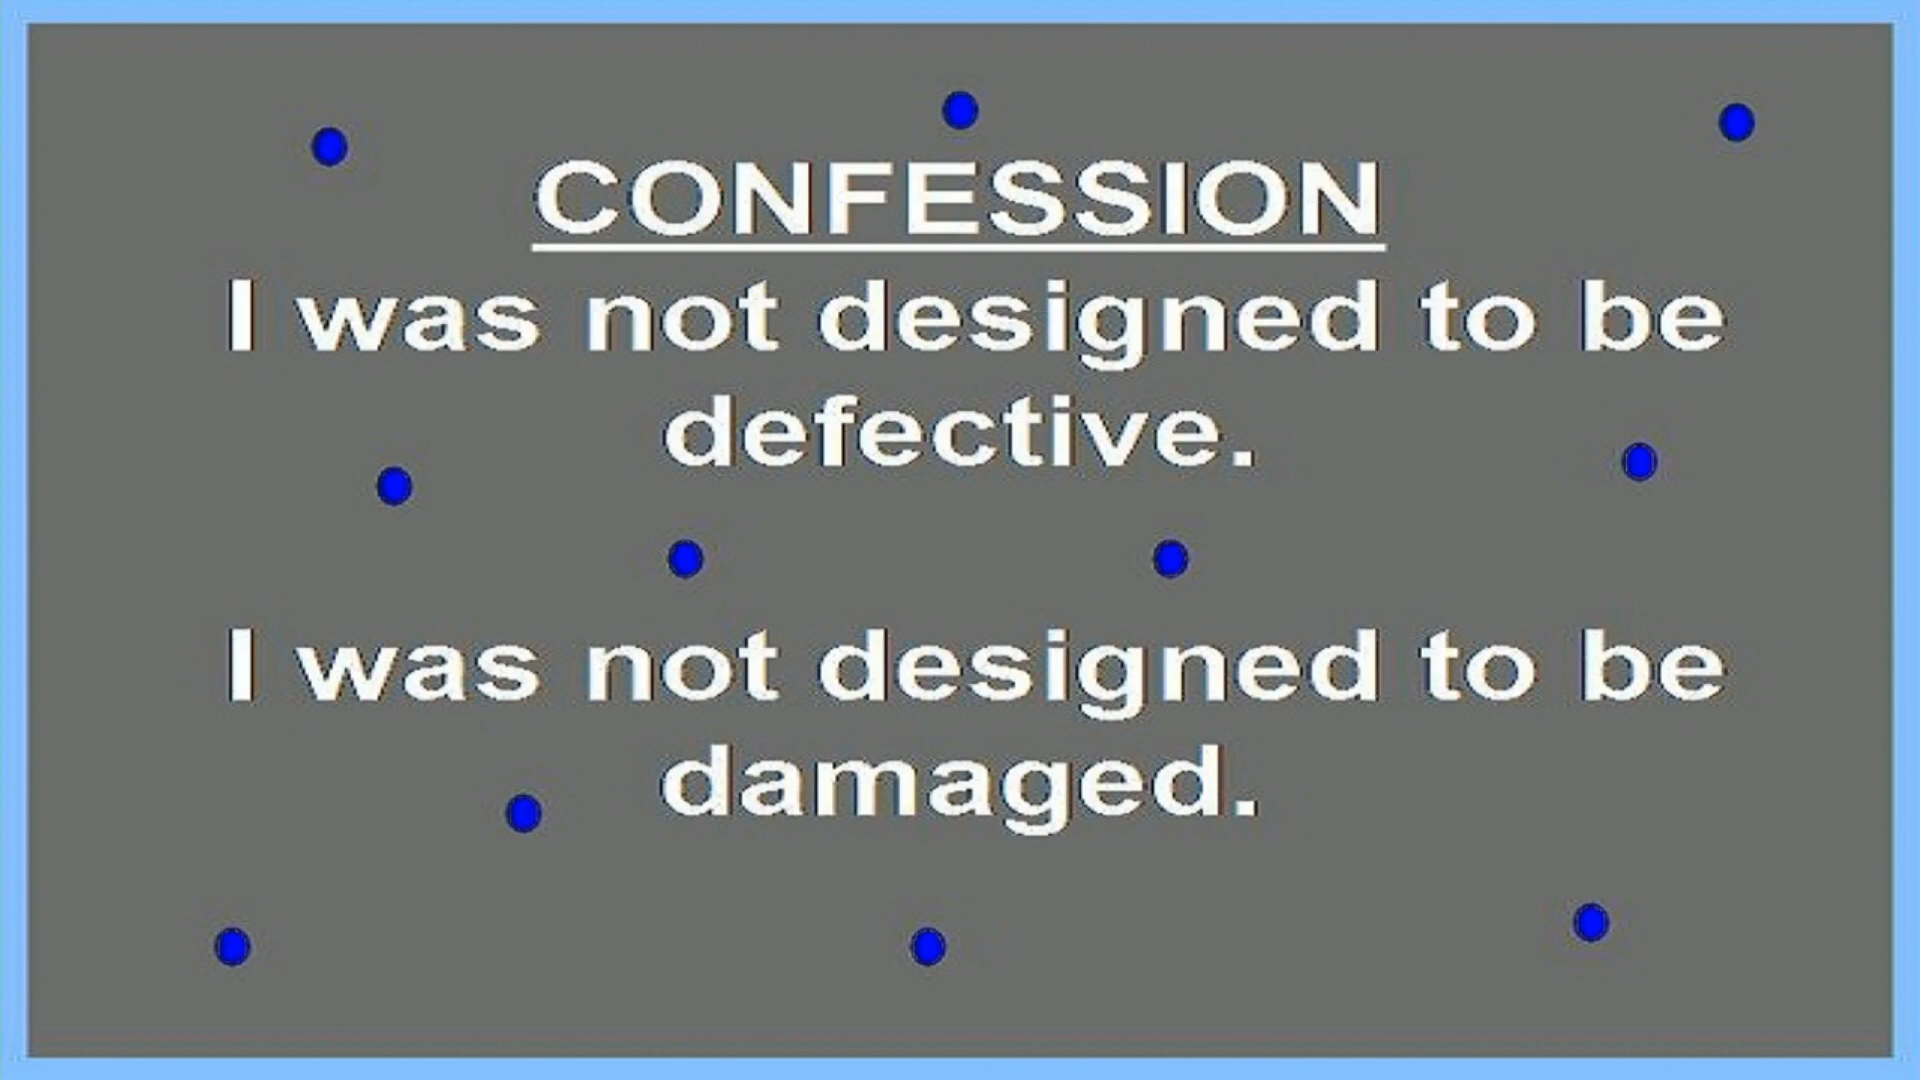 CONFESSION
I was not designed to be
defective.
I was not designed to be
damaged.